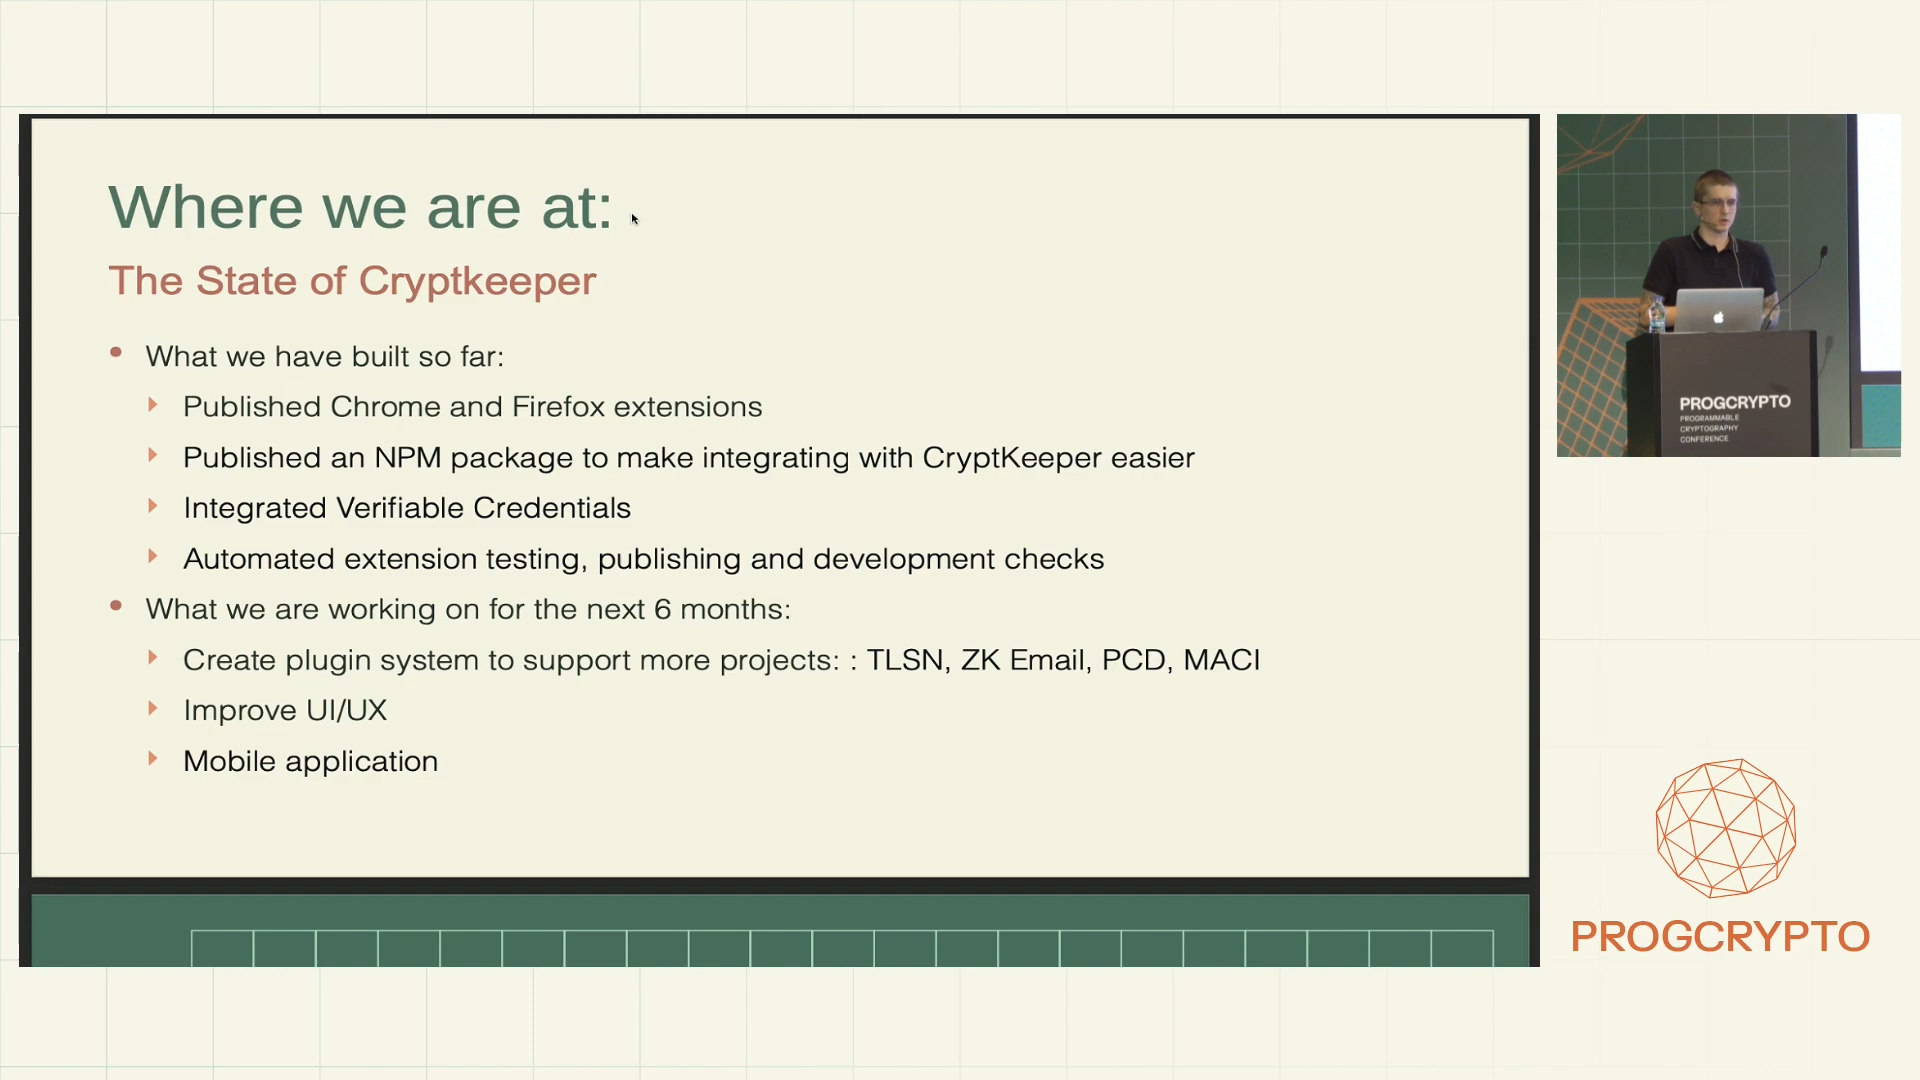 Where we are at:
The State of Cryptkeeper
What we have built so far:
Published Chrome and Firefox extensions
Published an NPM package to make integrating with CryptKeeper easier
Integrated Verifiable Credentials
Automated extension testing, publishing and development checks
What we are working on for the next 6 months:
Create plugin system to support more projects: : TLSN, ZK Email, PCD, MACI
Improve UI/UX
Mobile application
PROGCRYPTO
PROGRAMMABLE
CRYPTOGRAPHY
CONFERENCE
PROGCRYPTO